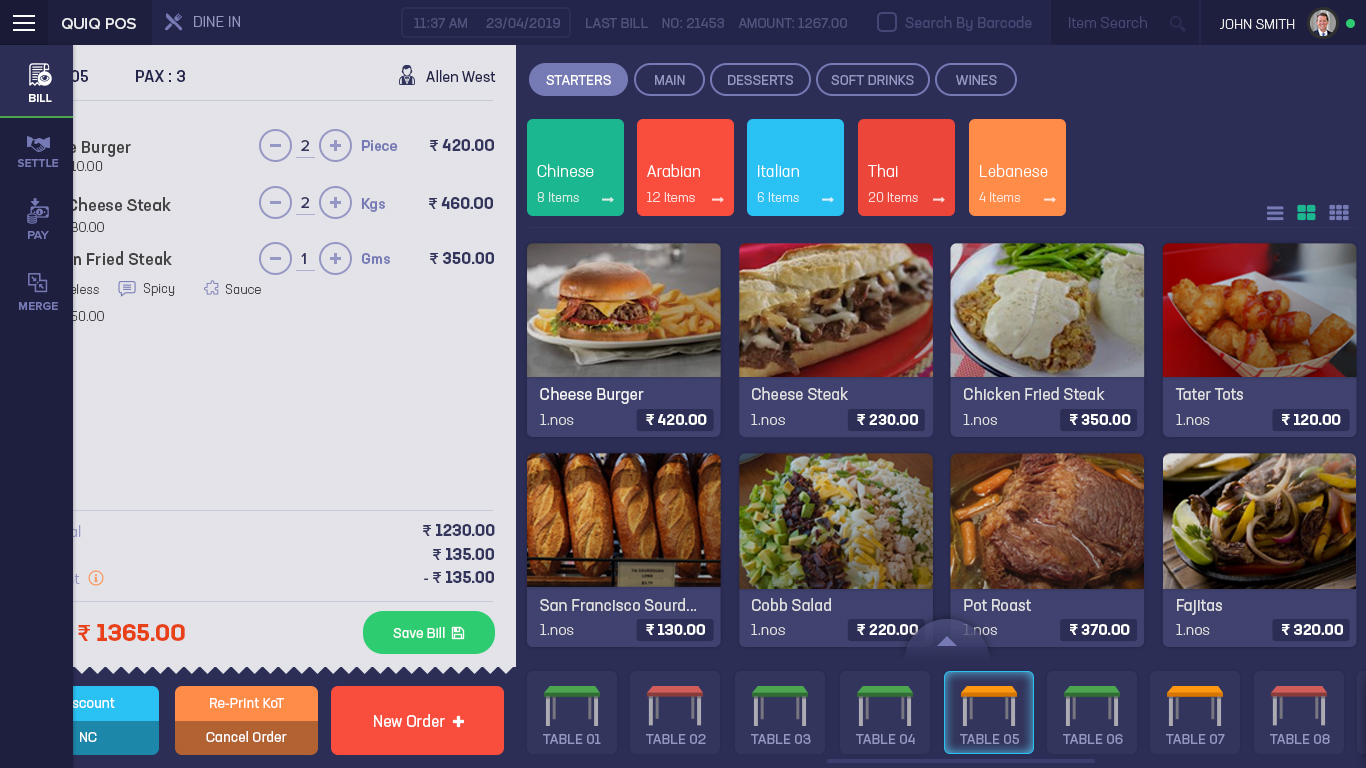 QUIQ POS
DINE IN
11:37 AM 23/04/2019
LAST BILL NO: 21453 AMOUNT: 1267.00
Search By Barcode
Item Search
JOHN SMITH
BILL
SETTLE
PAY
MERGE
05 PAX : 3 Allen West
e Burger 2 Piece ₹ 420.00
10.00
Cheese Steak 2 Kgs ₹ 460.00
30.00
n Fried Steak 1 Gms ₹ 350.00
eless Spicy Sauce
50.00
al ₹ 1230.00
₹ 135.00
t - ₹ 135.00
₹ 1365.00
Save Bill
scount
NC
Re-Print KoT
Cancel Order
New Order +
STARTERS MAIN DESSERTS SOFT DRINKS WINES
Chinese
8 Items
Arabian
12 Items
Italian
6 Items
Thai
20 Items
Lebanese
4 Items
Cheese Burger
1.nos ₹ 420.00
Cheese Steak
1.nos ₹ 230.00
Chicken Fried Steak
1.nos ₹ 350.00
Tater Tots
1.nos ₹ 120.00
San Francisco Sourd...
1.nos ₹ 130.00
Cobb Salad
1.nos ₹ 220.00
Pot Roast
1.nos ₹ 370.00
Fajitas
1.nos ₹ 320.00
TABLE 01 TABLE 02 TABLE 03 TABLE 04 TABLE 05 TABLE 06 TABLE 07 TABLE 08